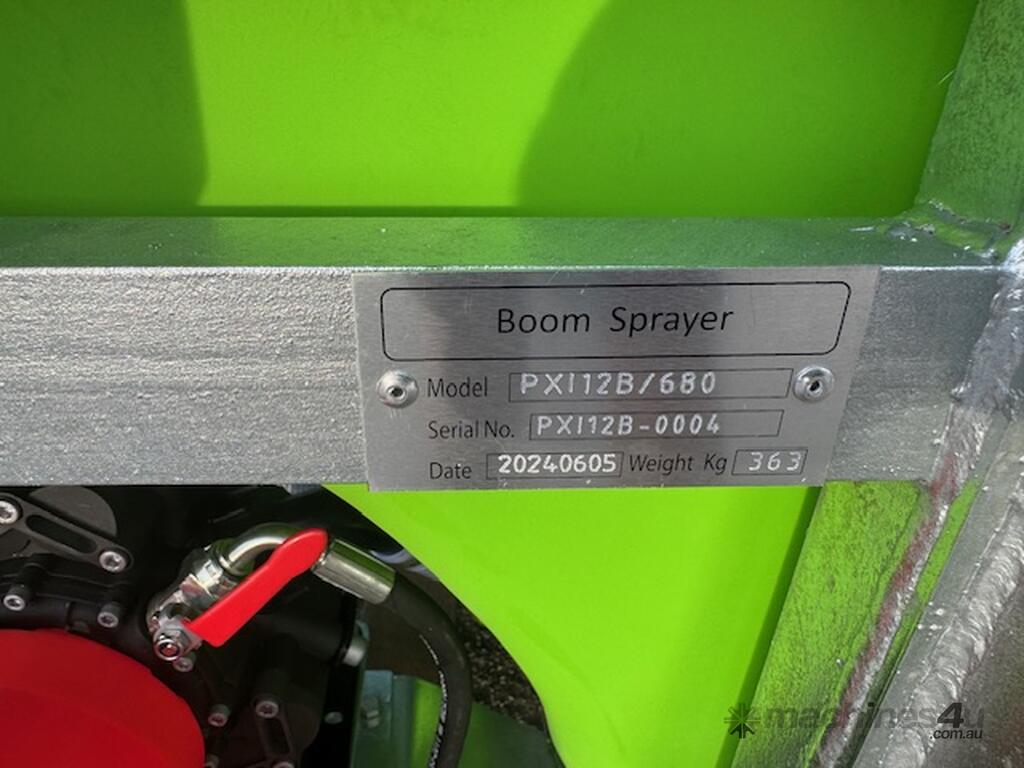 Boom Sprayer
Model PX112B/680
Serial No. PX112B-0004
Date 20240605 Weight Kg 363
machines4u
.com.au